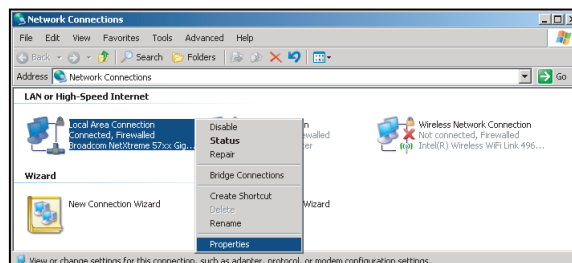 Network Connections
File Edit View Favorites Tools Advanced Help
Back Search Folders
Address Network Connections Go
LAN or High-Speed Internet
Local Area Connection
Connected, Firewalled
Broadcom NetXtreme 57xx Gig...
Wireless Network Connection
Not connected, Firewalled
Intel(R) Wireless WiFi Link 496...
Wizard
New Connection Wizard
Wizard
Disable
Status
Repair
Bridge Connections
Create Shortcut
Delete
Rename
Properties
View or change settings for this connection, such as adapter, protocol, or modem configuration settings.